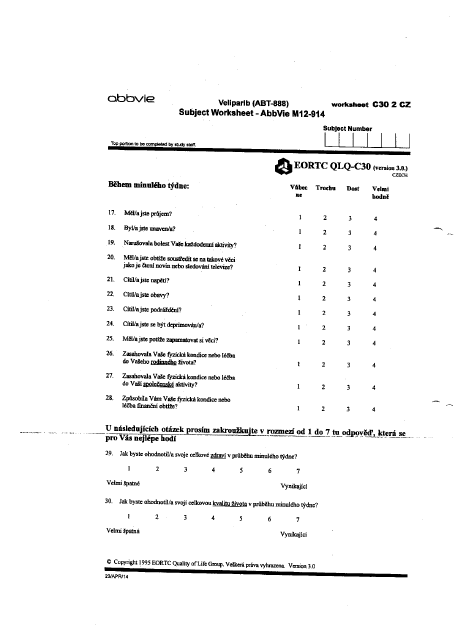 abbvie
Veliparib (ABT-888)
worksheet C30 2 CZ
Subject Worksheet - AbbVie M12-914
Subject Number
Top portion to be completed by study staff.
EORTC QLQ-C30 (version 3.0.)
Během minulého týdne:
Vůbec ne Trochu Dost Velmi hodně
17. Měl/a jste průjem? 1 2 3 4
18. Byl/a jste unaven/a? 1 2 3 4
19. Narušovala bolest Vaše každodenní aktivity? 1 2 3 4
20. Měl/a jste obtíže soustředit se na takové věci
jako je čtení novin nebo sledování televize? 1 2 3 4
21. Cítil/a jste napětí? 1 2 3 4
22. Cítil/a jste obavy? 1 2 3 4
23. Cítil/a jste podráždění? 1 2 3 4
24. Cítil/a jste se být deprimován/a? 1 2 3 4
25. Měl/a jste potíže zapamatovat si věci? 1 2 3 4
26. Zasahovala Vaše fyzická kondice nebo léčba
do Vašeho rodinného života? 1 2 3 4
27. Zasahovala Vaše fyzická kondice nebo léčba
do Vaší společenské aktivity? 1 2 3 4
28. Způsobila Vám Vaše fyzická kondice nebo
léčba finanční obtíže? 1 2 3 4
U následujících otázek prosím zakroužkujte v rozmezí od 1 do 7 tu odpověď, která se
pro Vás nejlépe hodí
29. Jak byste ohodnotil/a svoje celkové zdraví v průběhu minulého týdne?
1 2 3 4 5 6 7
Velmi špatné Vynikající
30. Jak byste ohodnotil/a svoji celkovou kvalitu života v průběhu minulého týdne?
1 2 3 4 5 6 7
Velmi špatné Vynikající
© Copyright 1995 EORTC Quality of Life Group. Veškerá práva vyhrazena. Version 3.0
23/APR/14